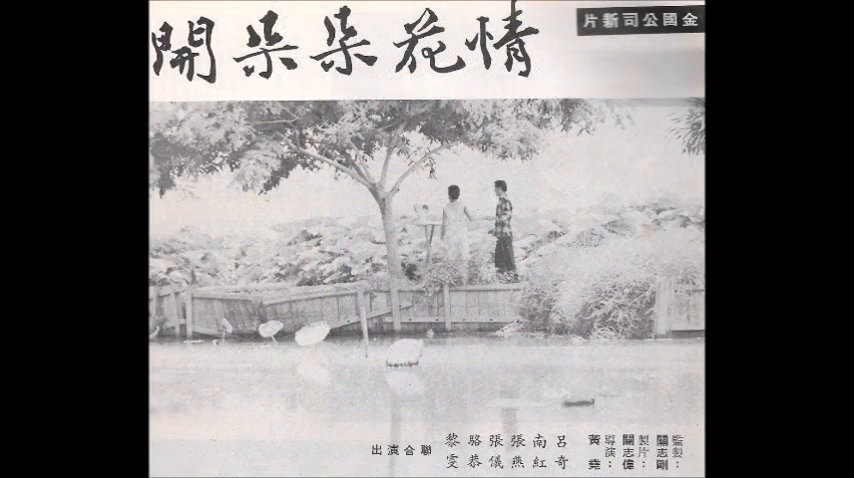 金國公司新片
情花朵朵開
監製：關志剛
製片：關志偉
導演：黃堯
呂奇
南紅
張燕
張儀
駱恭
黎雯
聯合演出